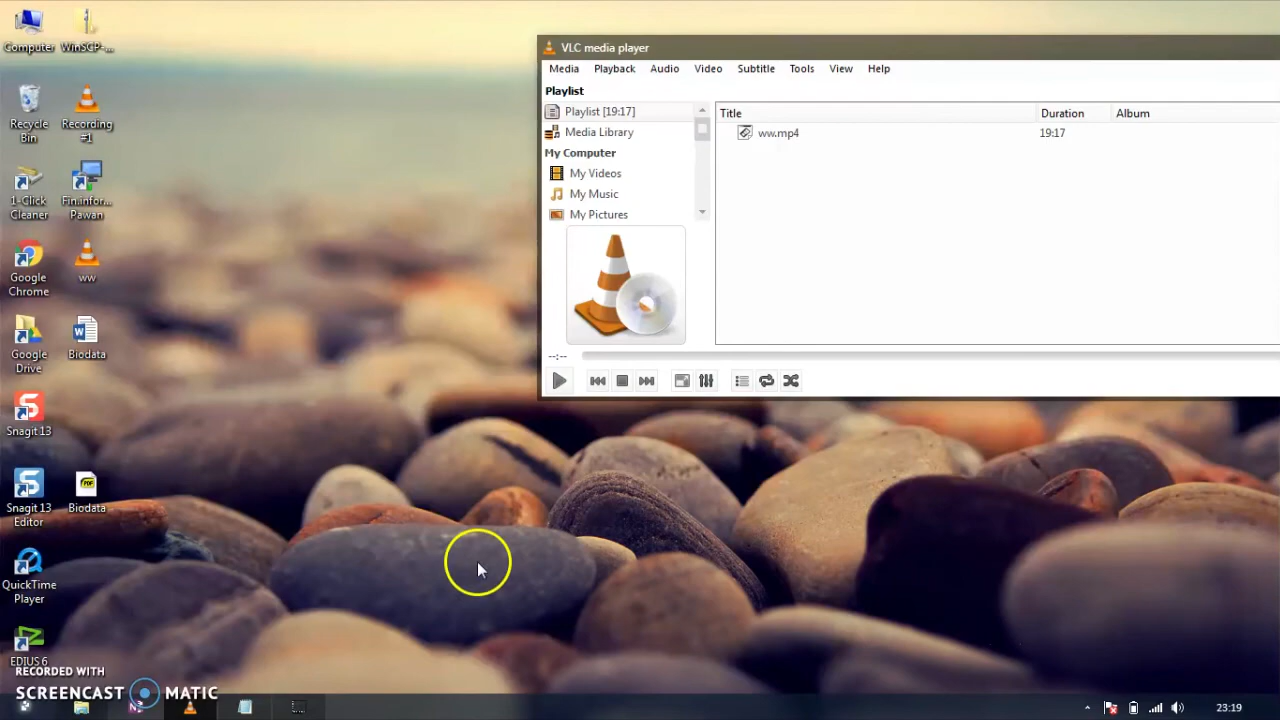 Computer
WinSCP-...
Recycle
Bin
Recording
#1
1-Click
Cleaner
Fin.infor...
Pawan
Google
Chrome
ww
Google
Drive
Biodata
Snagit 13
Snagit 13
Editor
PDF
Biodata
QuickTime
Player
EDIUS 6
VLC media player
Media Playback Audio Video Subtitle Tools View Help
Playlist
Playlist [19:17]
Media Library
My Computer
My Videos
My Music
My Pictures
Title Duration Album
ww.mp4 19:17
--:--
RECORDED WITH
SCREENCAST MATIC
23:19